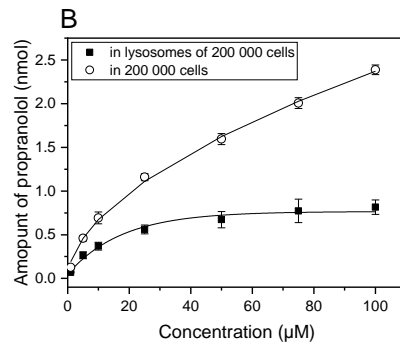 B
in lysosomes of 200 000 cells
in 200 000 cells
Amopunt of propranolol (nmol)
2.5
2.0
1.5
1.0
0.5
0.0
0 20 40 60 80 100
Concentration (µM)